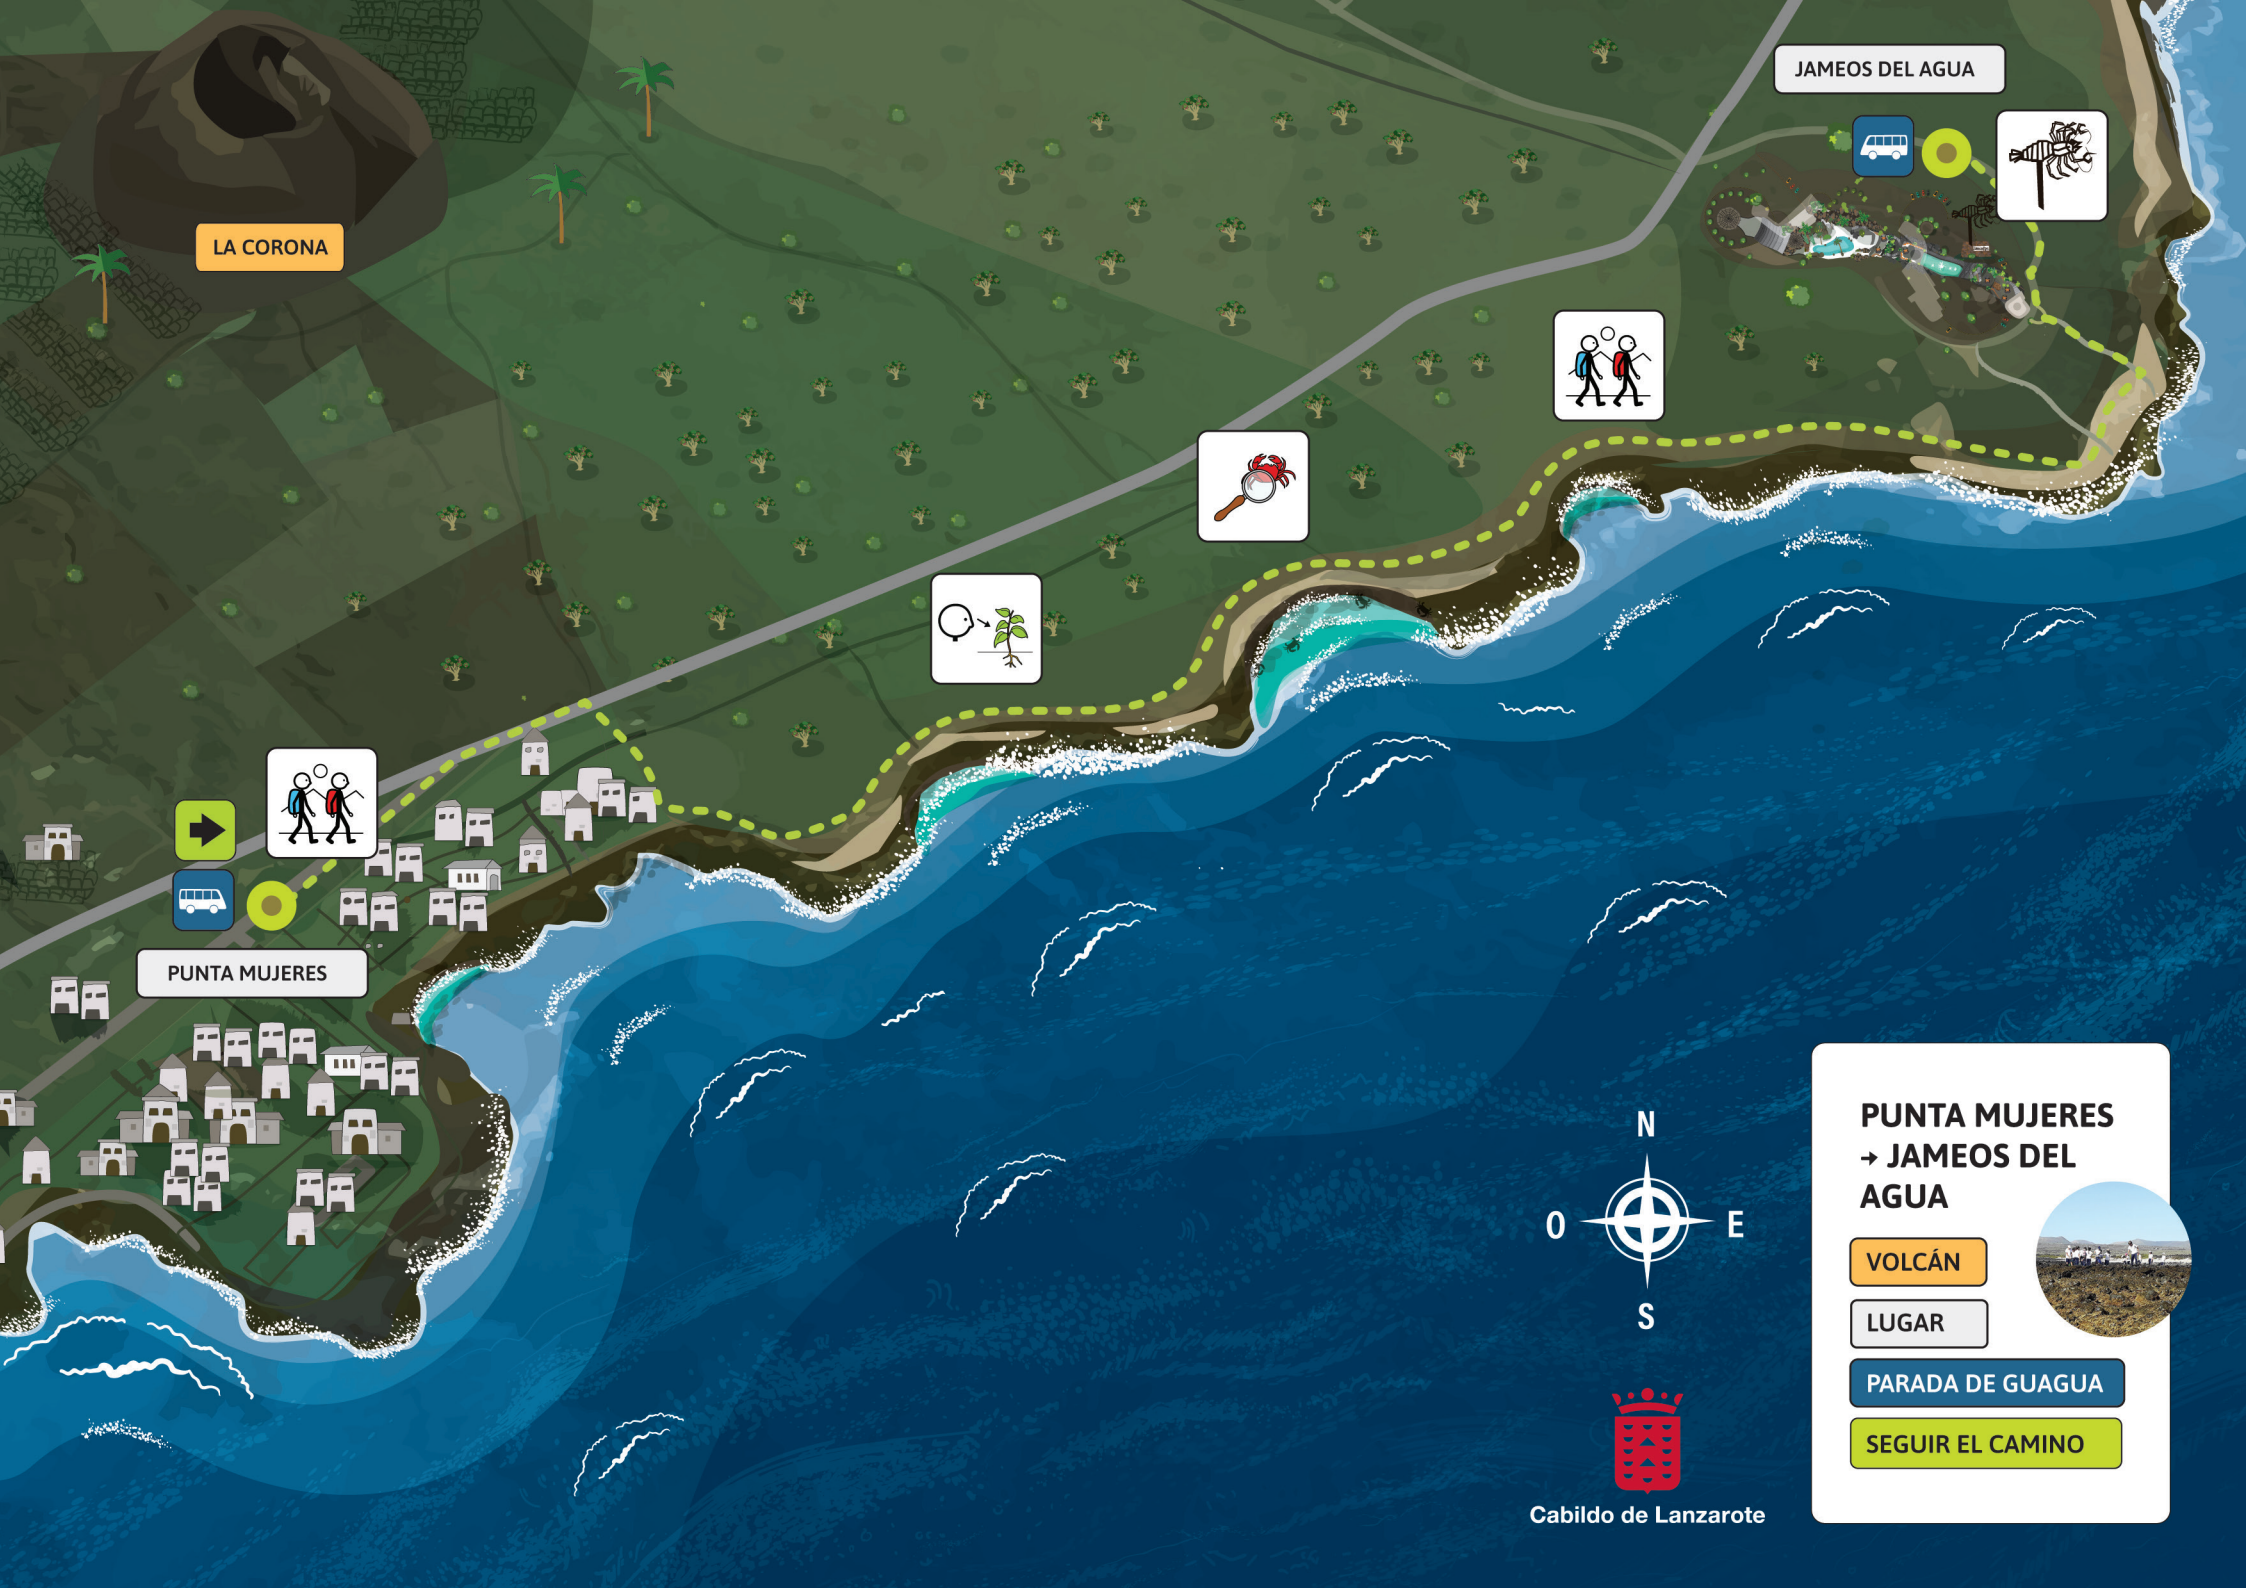 JAMEOS DEL AGUA
LA CORONA
PUNTA MUJERES
N
O
E
S
Cabildo de Lanzarote
PUNTA MUJERES
→ JAMEOS DEL
AGUA
VOLCÁN
LUGAR
PARADA DE GUAGUA
SEGUIR EL CAMINO